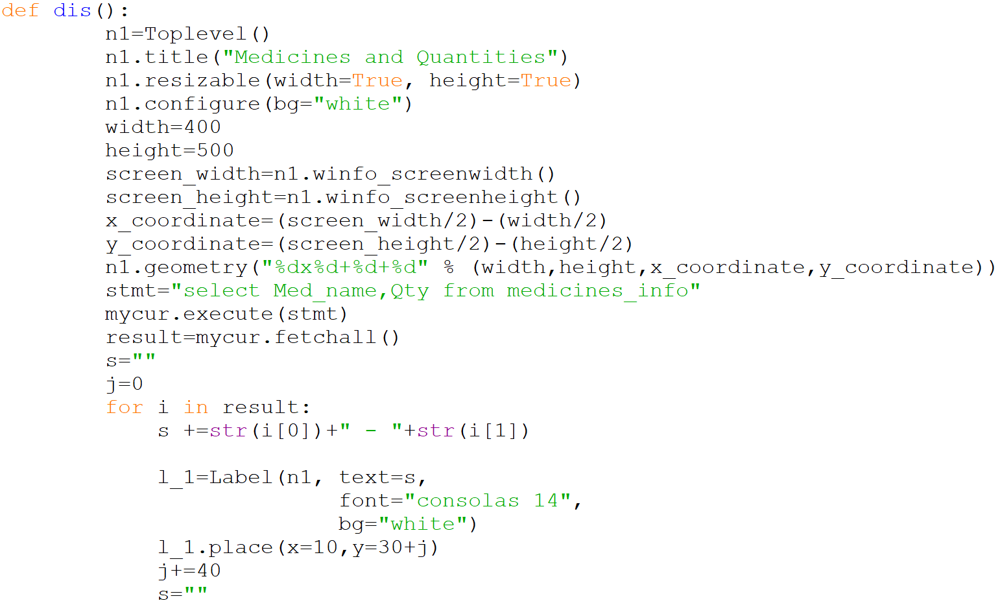 def dis():
        n1=Toplevel()
        n1.title("Medicines and Quantities")
        n1.resizable(width=True, height=True)
        n1.configure(bg="white")
        width=400
        height=500
        screen_width=n1.winfo_screenwidth()
        screen_height=n1.winfo_screenheight()
        x_coordinate=(screen_width/2)-(width/2)
        y_coordinate=(screen_height/2)-(height/2)
        n1.geometry("%dx%d+%d+%d" % (width,height,x_coordinate,y_coordinate))
        stmt="select Med_name,Qty from medicines_info"
        mycur.execute(stmt)
        result=mycur.fetchall()
        s=""
        j=0
        for i in result:
            s +=str(i[0])+" - "+str(i[1])

            l_1=Label(n1, text=s,
                          font="consolas 14",
                          bg="white")
            l_1.place(x=10,y=30+j)
            j+=40
            s=""